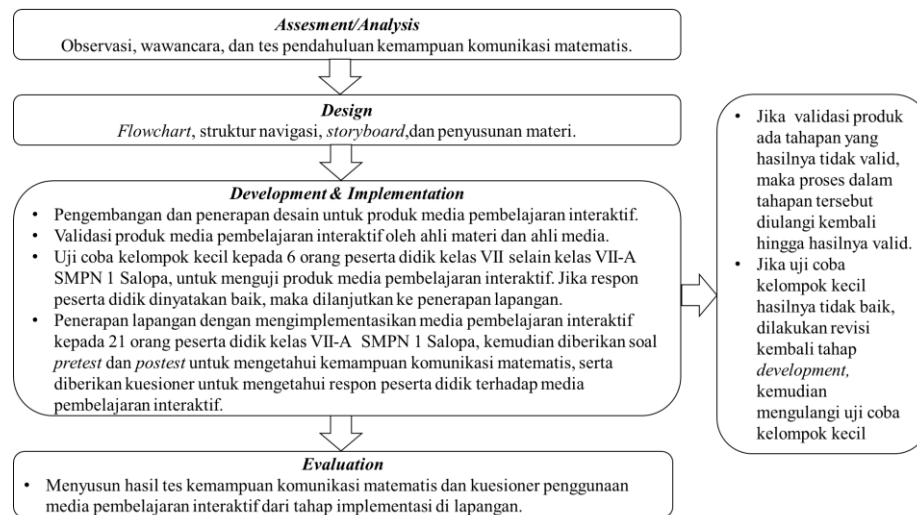 Assesment/Analysis
Observasi, wawancara, dan tes pendahuluan kemampuan komunikasi matematis.
Design
Flowchart, struktur navigasi, storyboard,dan penyusunan materi.
Development & Implementation
• Pengembangan dan penerapan desain untuk produk media pembelajaran interaktif.
• Validasi produk media pembelajaran interaktif oleh ahli materi dan ahli media.
• Uji coba kelompok kecil kepada 6 orang peserta didik kelas VII selain kelas VII-A
SMPN 1 Salopa, untuk menguji produk media pembelajaran interaktif. Jika respon
peserta didik dinyatakan baik, maka dilanjutkan ke penerapan lapangan.
• Penerapan lapangan dengan mengimplementasikan media pembelajaran interaktif
kepada 21 orang peserta didik kelas VII-A SMPN 1 Salopa, kemudian diberikan soal
pretest dan postest untuk mengetahui kemampuan komunikasi matematis, serta
diberikan kuesioner untuk mengetahui respon peserta didik terhadap media
pembelajaran interaktif.
• Jika validasi produk
ada tahapan yang
hasilnya tidak valid,
maka proses dalam
tahapan tersebut
diulangi kembali
hingga hasilnya valid.
• Jika uji coba
kelompok kecil
hasilnya tidak baik,
dilakukan revisi
kembali tahap
development,
kemudian
mengulangi uji coba
kelompok kecil
Evaluation
• Menyusun hasil tes kemampuan komunikasi matematis dan kuesioner penggunaan
media pembelajaran interaktif dari tahap implementasi di lapangan.